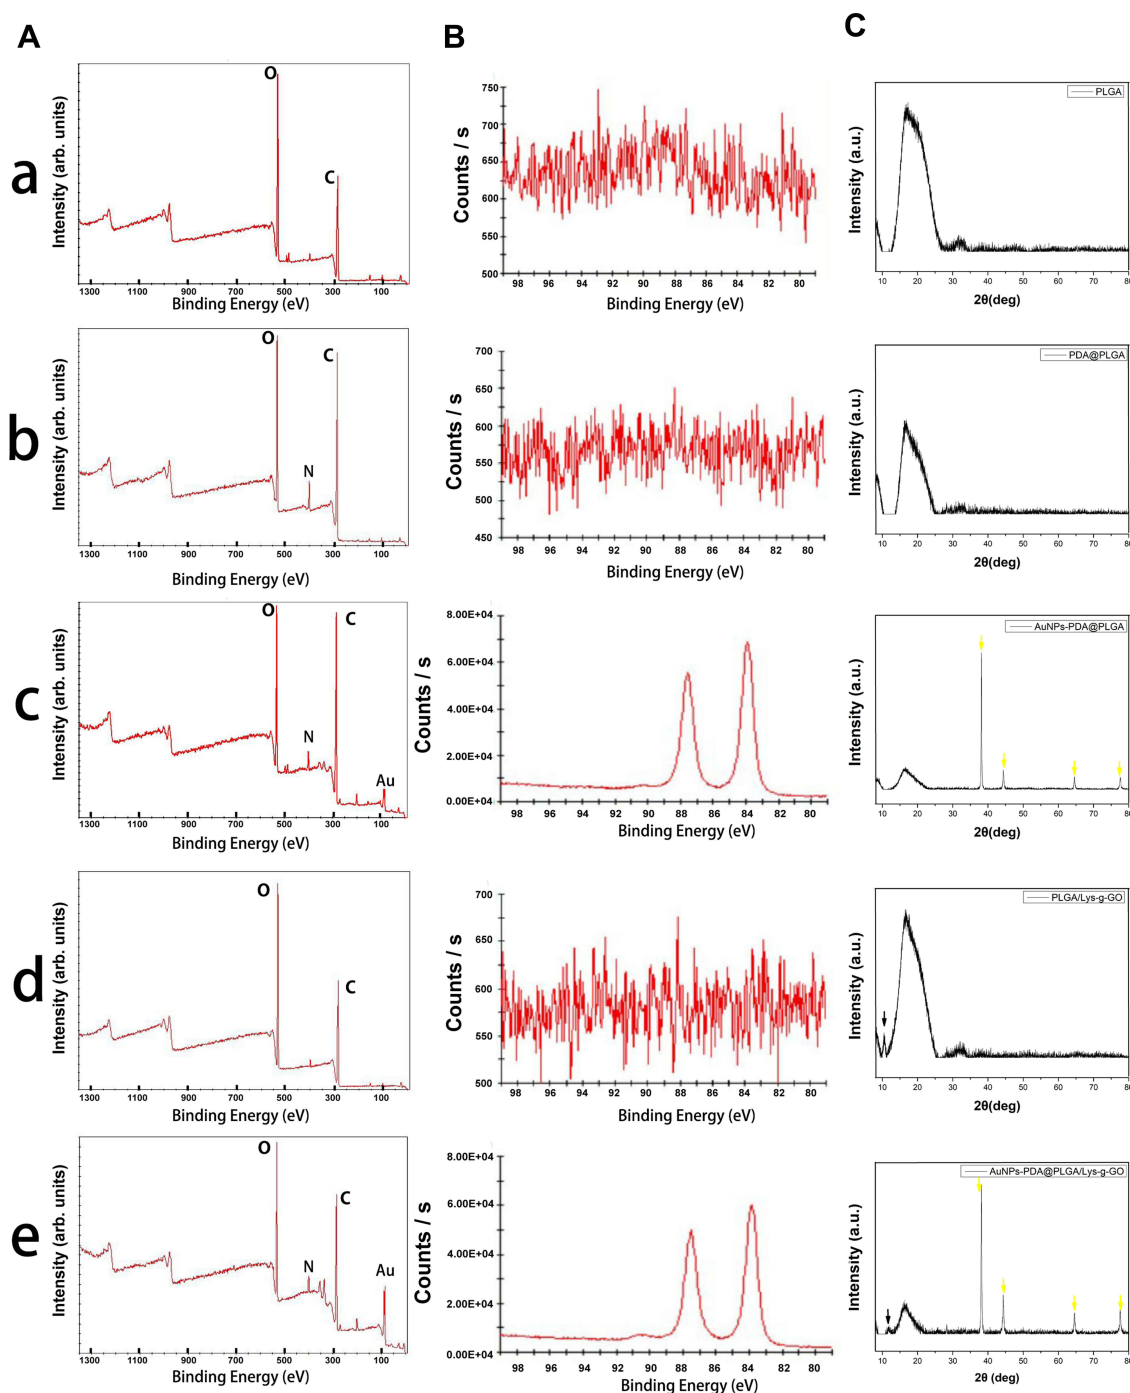 A
B
C
a
Intensity (arb. units)
O
C
1300 1100 900 700 500 300 100
Binding Energy (eV)
Counts / s
750
700
650
600
550
500
98 96 94 92 90 88 86 84 82 80
Binding Energy (eV)
Intensity (a.u.)
PLGA
10 20 30 40 50 60 70 80
2θ(deg)
b
Intensity (arb. units)
O
C
N
1300 1100 900 700 500 300 100
Binding Energy (eV)
Counts / s
700
650
600
550
500
450
98 96 94 92 90 88 86 84 82 80
Binding Energy (eV)
Intensity (a.u.)
PDA@PLGA
10 20 30 40 50 60 70 80
2θ(deg)
c
Intensity (arb. units)
O
C
N
Au
1300 1100 900 700 500 300 100
Binding Energy (eV)
Counts / s
8.00E+04
6.00E+04
4.00E+04
2.00E+04
0.00E+04
98 96 94 92 90 88 86 84 82 80
Binding Energy (eV)
Intensity (a.u.)
AuNPs-PDA@PLGA
10 20 30 40 50 60 70 80
2θ(deg)
d
Intensity (arb. units)
O
C
1300 1100 900 700 500 300 100
Binding Energy (eV)
Counts / s
700
650
600
550
500
98 96 94 92 90 88 86 84 82 80
Binding Energy (eV)
Intensity (a.u.)
PLGA/Lys-g-GO
10 20 30 40 50 60 70 80
2θ(deg)
e
Intensity (arb. units)
O
C
N
Au
1300 1100 900 700 500 300 100
Binding Energy (eV)
Counts / s
8.00E+04
6.00E+04
4.00E+04
2.00E+04
0.00E+04
98 96 94 92 90 88 86 84 82 80
Binding Energy (eV)
Intensity (a.u.)
AuNPs-PDA@PLGA/Lys-g-GO
10 20 30 40 50 60 70 80
2θ (deg)